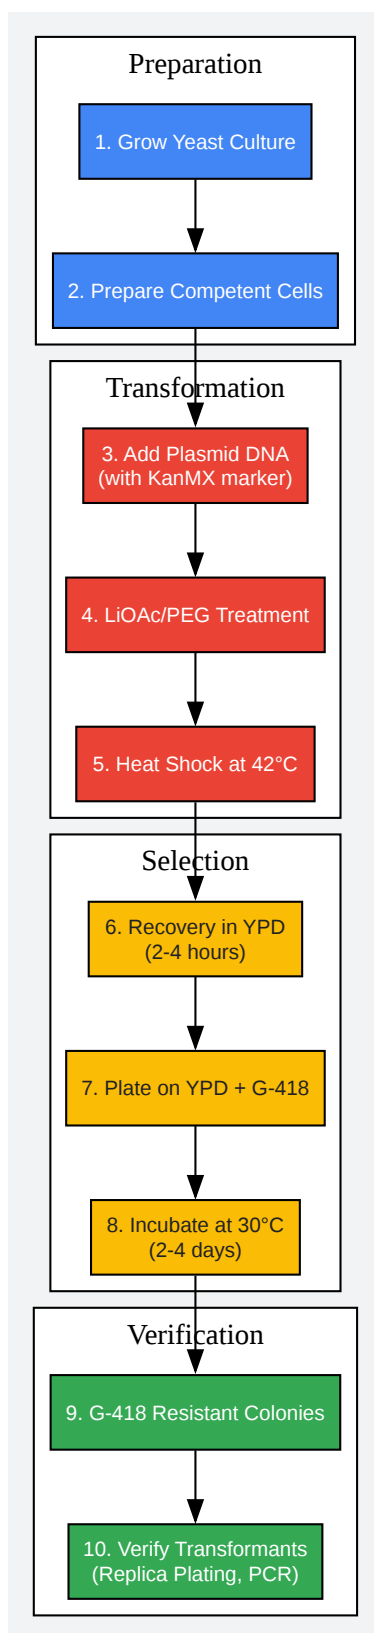 Preparation
1. Grow Yeast Culture
2. Prepare Competent Cells
Transformation
3. Add Plasmid DNA
(with KanMX marker)
4. LiOAc/PEG Treatment
5. Heat Shock at 42°C
Selection
6. Recovery in YPD
(2-4 hours)
7. Plate on YPD + G-418
8. Incubate at 30°C
(2-4 days)
Verification
9. G-418 Resistant Colonies
10. Verify Transformants
(Replica Plating, PCR)